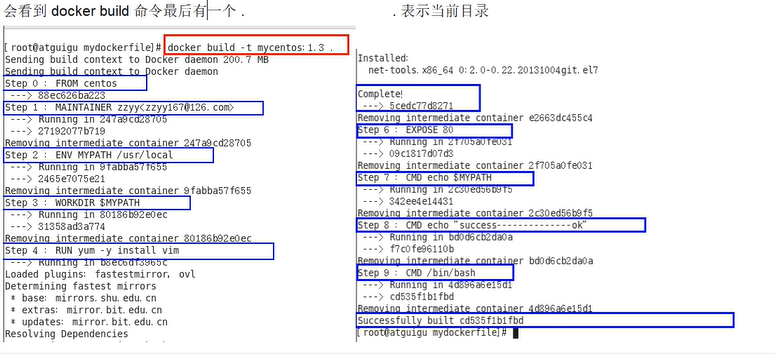 会看到 docker build 命令最后有一个 .
. 表示当前目录
[ root@atguigu mydockerfile]# docker build -t mycentos:1.3 .
Sending build context to Docker daemon 200.7 MB
Sending build context to Docker daemon
Step 0 : FROM centos
---> 88ec626ba223
Step 1 : MAINTAINER zzyy<zzyy167@126.com>
---> Running in 247a9cd28705
---> 27192077b719
Removing intermediate container 247a9cd28705
Step 2 : ENV MYPATH /usr/local
---> Running in 9fabba57f655
---> 2465e7075e21
Removing intermediate container 9fabba57f655
Step 3 : WORKDIR $MYPATH
---> Running in 80186b92e0ec
---> 31358ad3a774
Removing intermediate container 80186b92e0ec
Step 4 : RUN yum -y install vim
---> Running in b8ec6df3965c
Loaded plugins: fastestmirror, ovl
Determining fastest mirrors
* base: mirrors.shu.edu.cn
* extras: mirror.bit.edu.cn
* updates: mirror.bit.edu.cn
Resolving Dependencies
Installed:
net-tools.x86_64 0:2.0-0.22.20131004git.el7
Complete!
---> 5cedc77d8271
Removing intermediate container e2663dc455c4
Step 6 : EXPOSE 80
---> Running in 2f705a0fe031
---> 09c1817d07d3
Removing intermediate container 2f705a0fe031
Step 7 : CMD echo $MYPATH
---> Running in 2c30ed56b9f5
---> 342ee4e14431
Removing intermediate container 2c30ed56b9f5
Step 8 : CMD echo "success--------------ok"
---> Running in bd0d6cb2da0a
---> f7c0fe96110b
Removing intermediate container bd0d6cb2da0a
Step 9 : CMD /bin/bash
---> Running in 4d896a6e15d1
---> cd535f1b1fbd
Removing intermediate container 4d896a6e15d1
Successfully built cd535f1b1fbd
[ root@atguigu mydockerfile]#